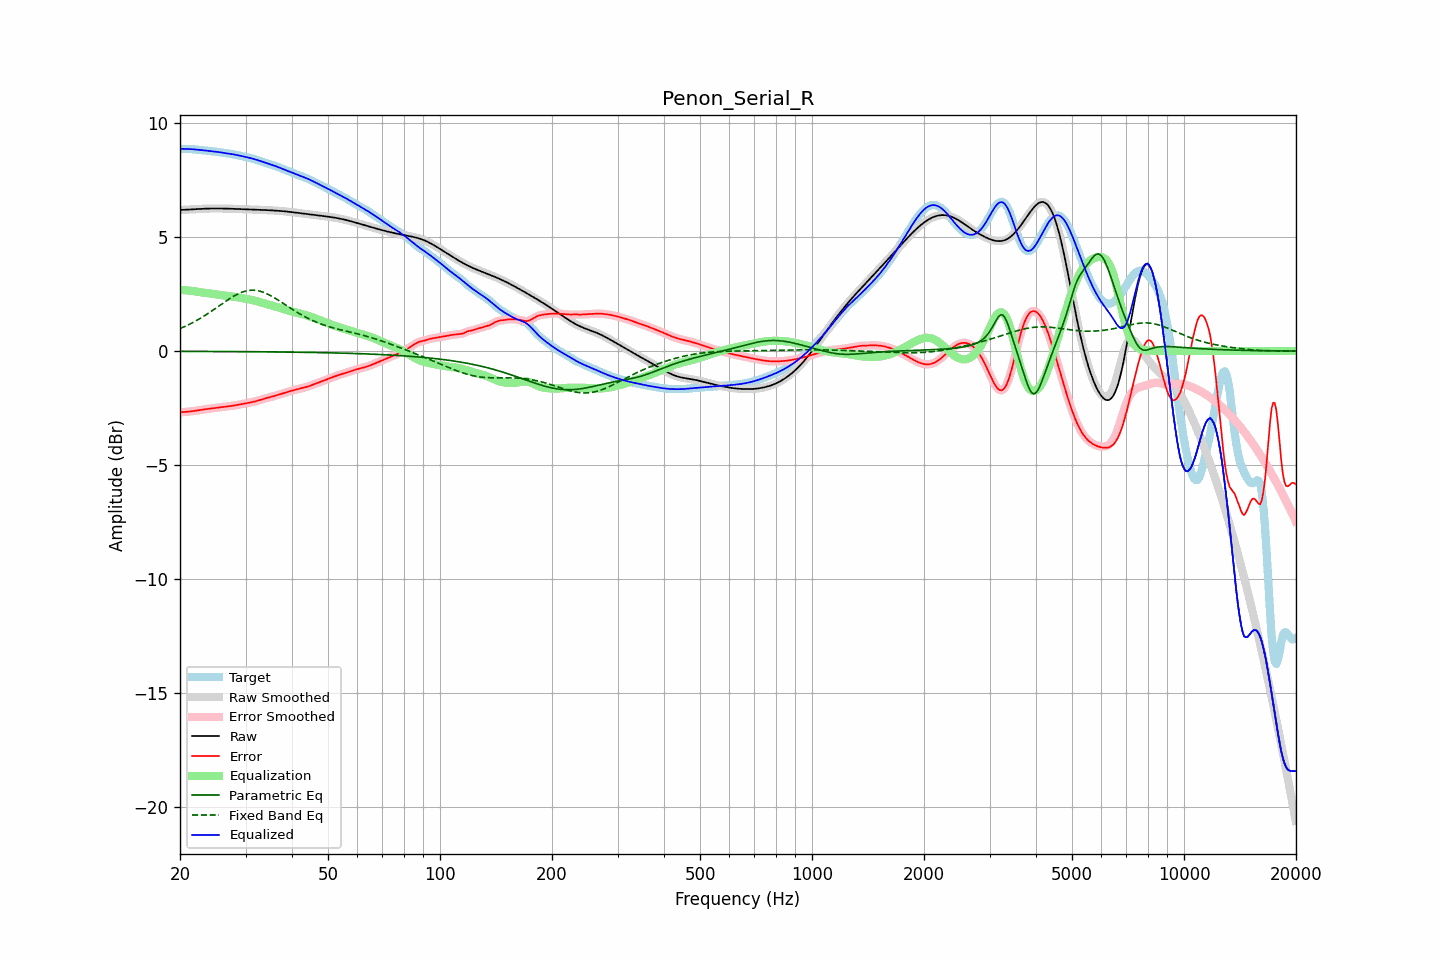 Penon_Serial_R
10
5
0
−5
−10
−15
−20
Amplitude (dBr)
Target
Raw Smoothed
Error Smoothed
Raw
Error
Equalization
Parametric Eq
Fixed Band Eq
Equalized
20 50 100 200 500 1000 2000 5000 10000 20000
Frequency (Hz)